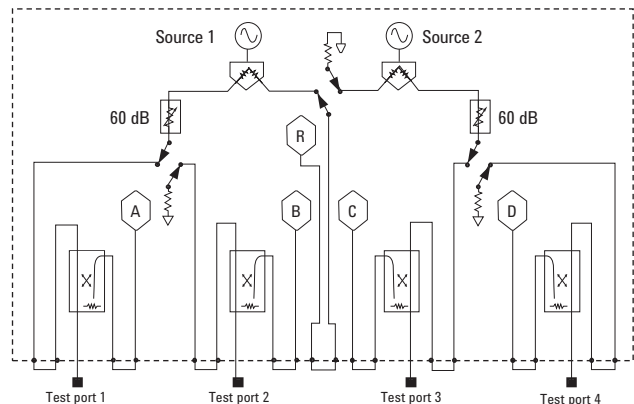 Source 1
Source 2
60 dB
60 dB
R
A
B
C
D
Test port 1
Test port 2
Test port 3
Test port 4